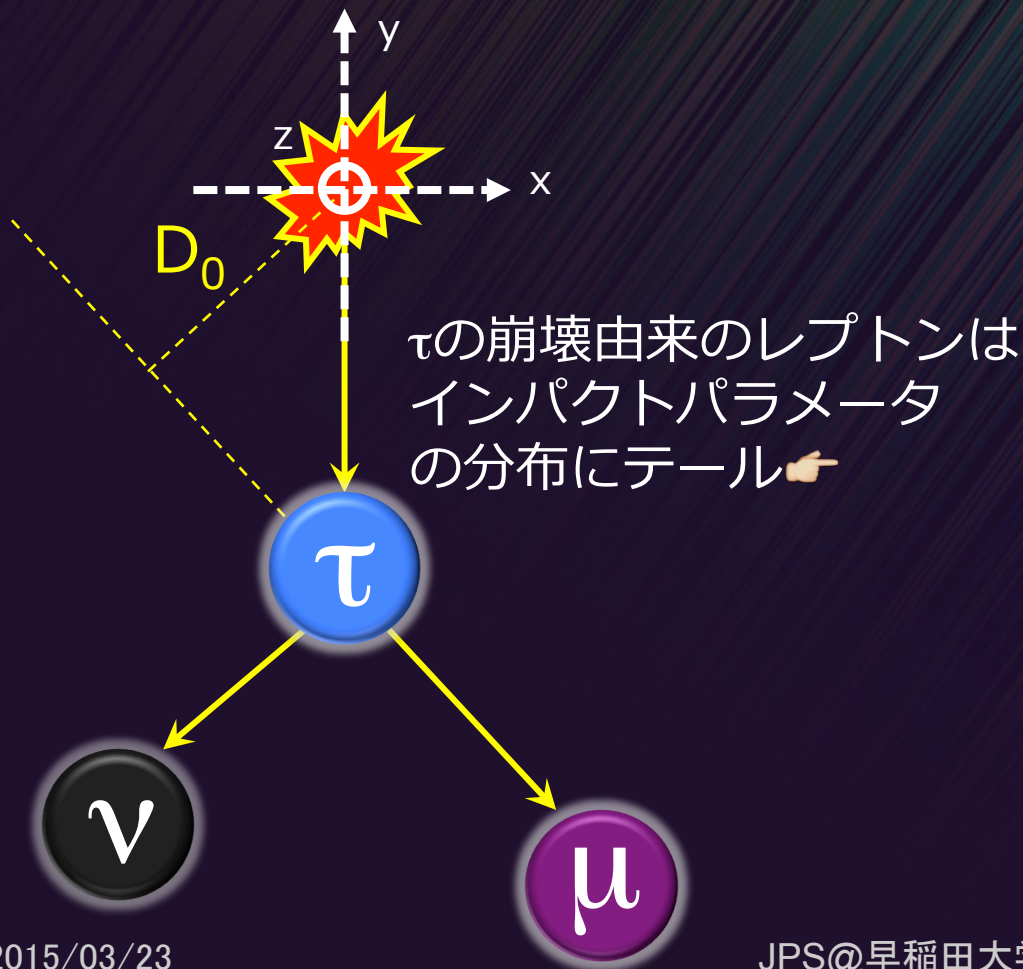 y
z
x
D0
τの崩壊由来のレプトンは
インパクトパラメータ
の分布にテール👉🏼
τ
ν
μ
2015/03/23
JPS@早稲田大学